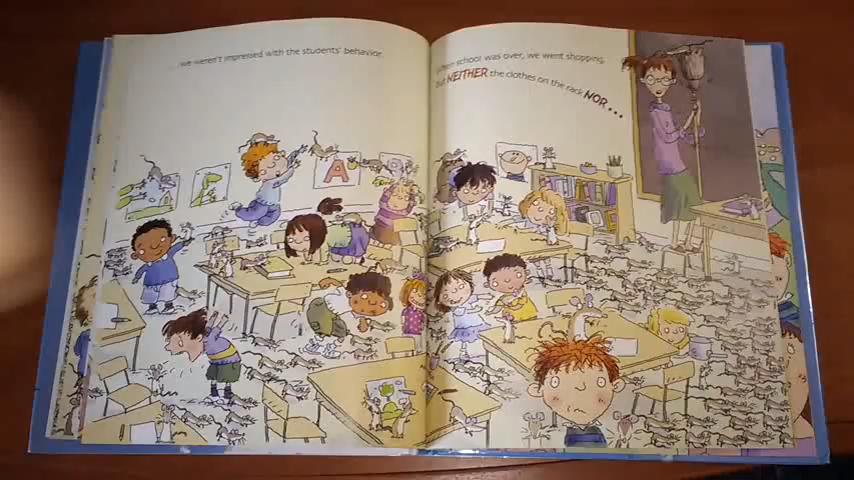 ... we weren't impressed with the students' behavior.
When school was over, we went shopping.
But NEITHER the clothes on the rack NOR...
A